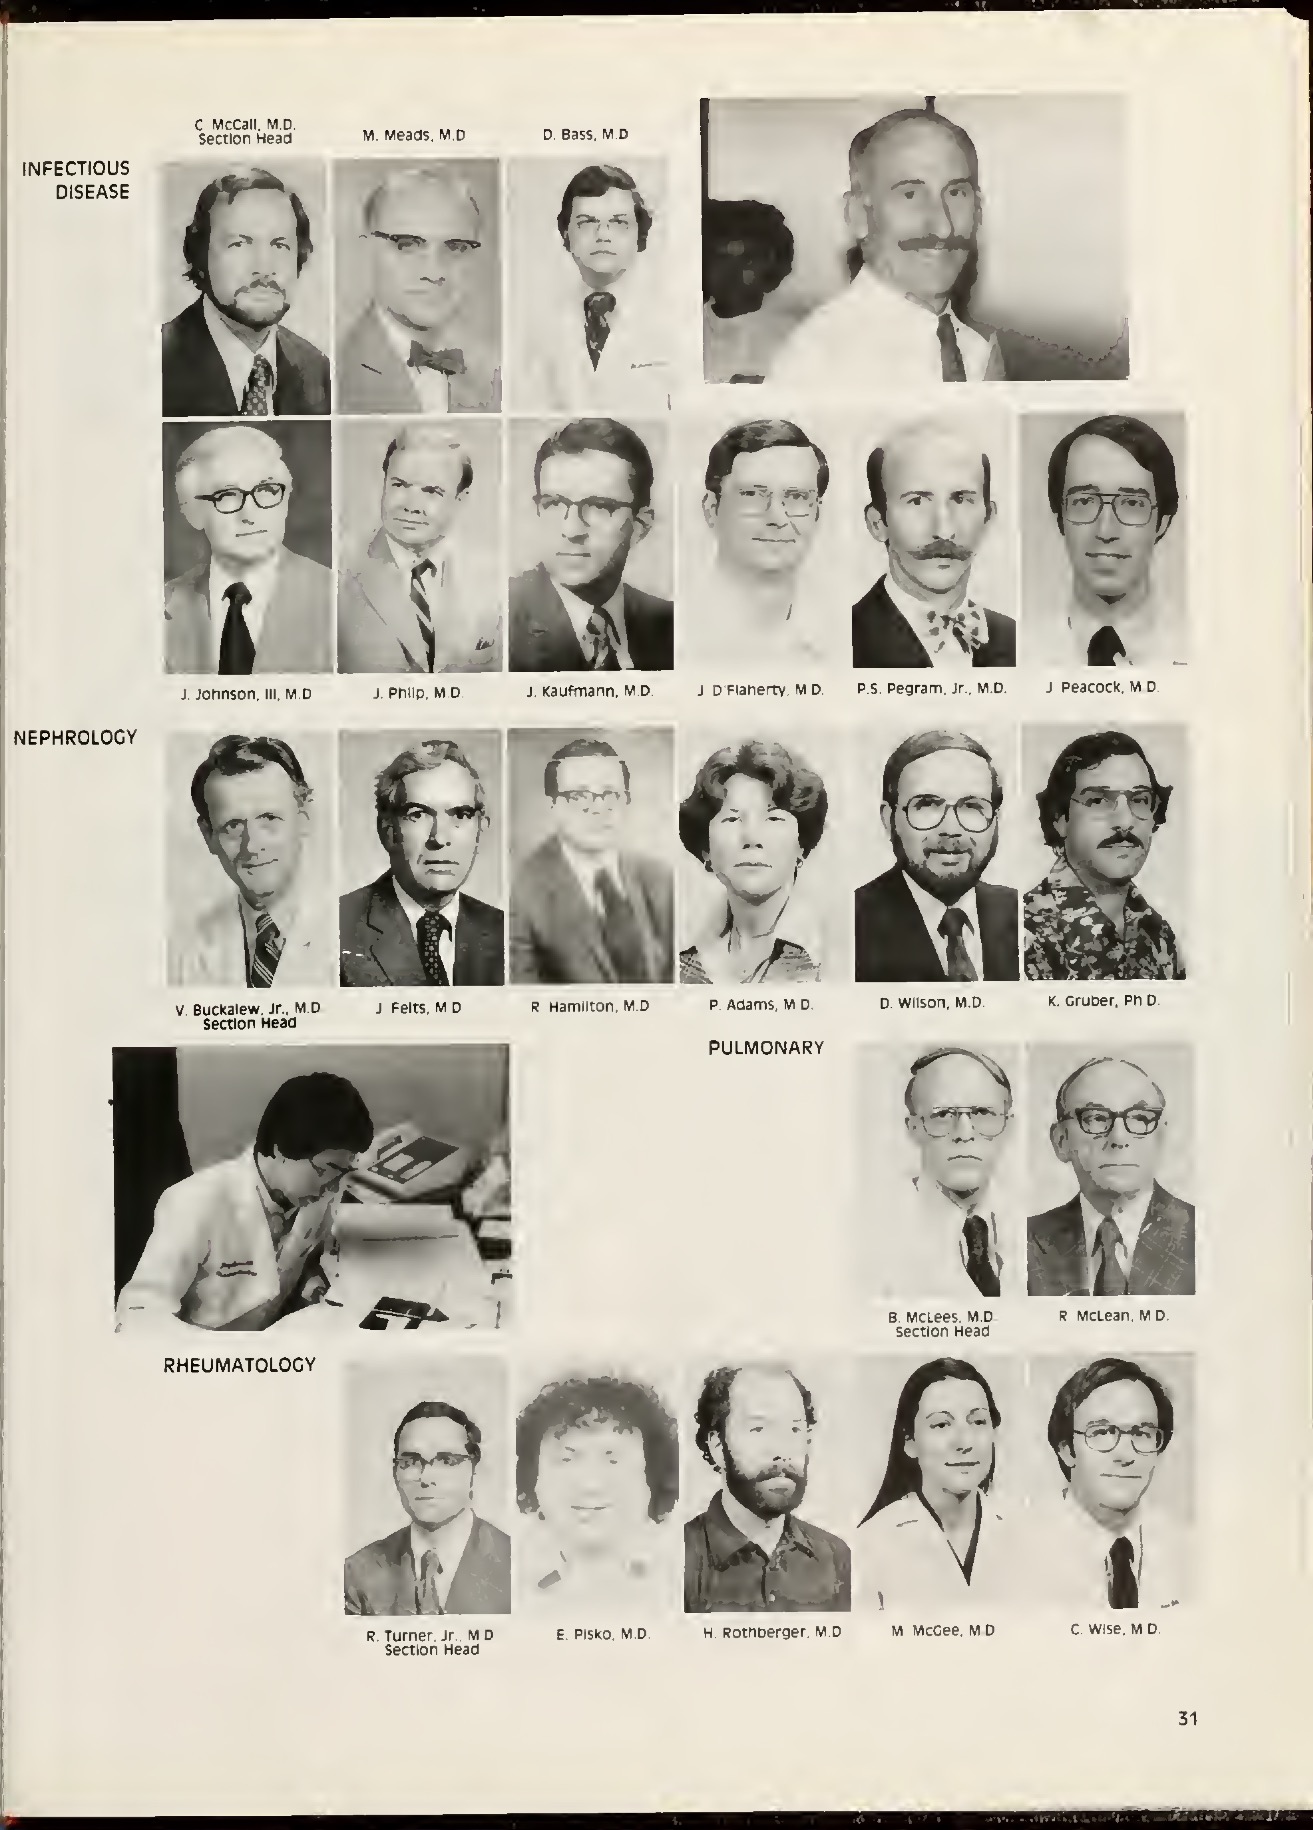 C McCall, M.D.
Section Head
M. Meads, M.D
D. Bass, M.D
INFECTIOUS
DISEASE
J. Johnson, III, M.D
J. Philp, M.D.
J. Kaufmann, M.D.
J D'Flaherty, M D.
P.S. Pegram, Jr., M.D.
J Peacock, M.D.
NEPHROLOGY
V. Buckalew, Jr., M.D
Section Head
J Felts, M D
R Hamilton, M.D
P. Adams, M D.
D. Wilson, M.D.
K. Gruber, Ph D.
PULMONARY
B. McLees, M.D.
Section Head
R McLean, M D.
RHEUMATOLOGY
R. Turner, Jr., M D
Section Head
E. Pisko, M.D.
H. Rothberger, M.D
M McGee, M.D
C. Wise, M D.
31